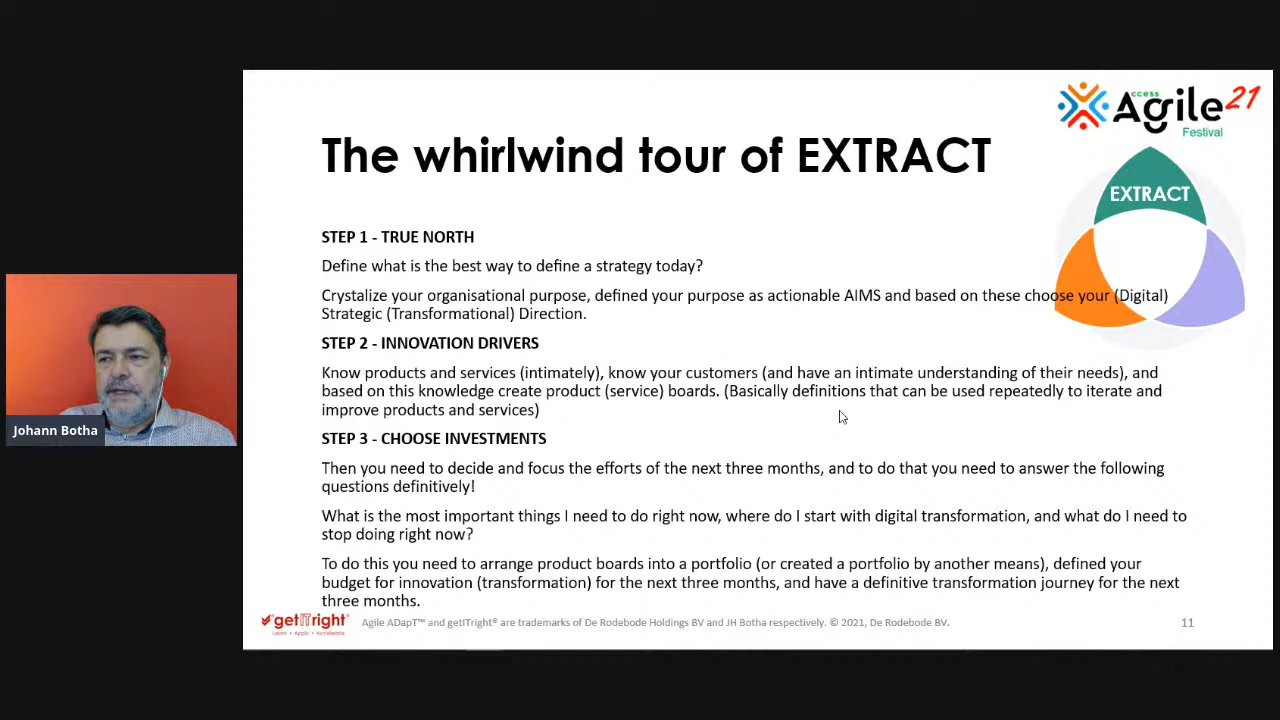 ccess
Agile 21
Festival
The whirlwind tour of EXTRACT
EXTRACT
STEP 1 - TRUE NORTH
Define what is the best way to define a strategy today?
Crystalize your organisational purpose, defined your purpose as actionable AIMS and based on these choose your (Digital)
Strategic (Transformational) Direction.
STEP 2 - INNOVATION DRIVERS
Know products and services (intimately), know your customers (and have an intimate understanding of their needs), and
based on this knowledge create product (service) boards. (Basically definitions that can be used repeatedly to iterate and
improve products and services)
Johann Botha
STEP 3 - CHOOSE INVESTMENTS
Then you need to decide and focus the efforts of the next three months, and to do that you need to answer the following
questions definitively!
What is the most important things I need to do right now, where do I start with digital transformation, and what do I need to
stop doing right now?
To do this you need to arrange product boards into a portfolio (or created a portfolio by another means), defined your
budget for innovation (transformation) for the next three months, and have a definitive transformation journey for the next
three months.
getITright®
Learn • Apply • Accelerate
Agile ADapT™ and getITright® are trademarks of De Rodebode Holdings BV and JH Botha respectively. © 2021, De Rodebode BV.
11